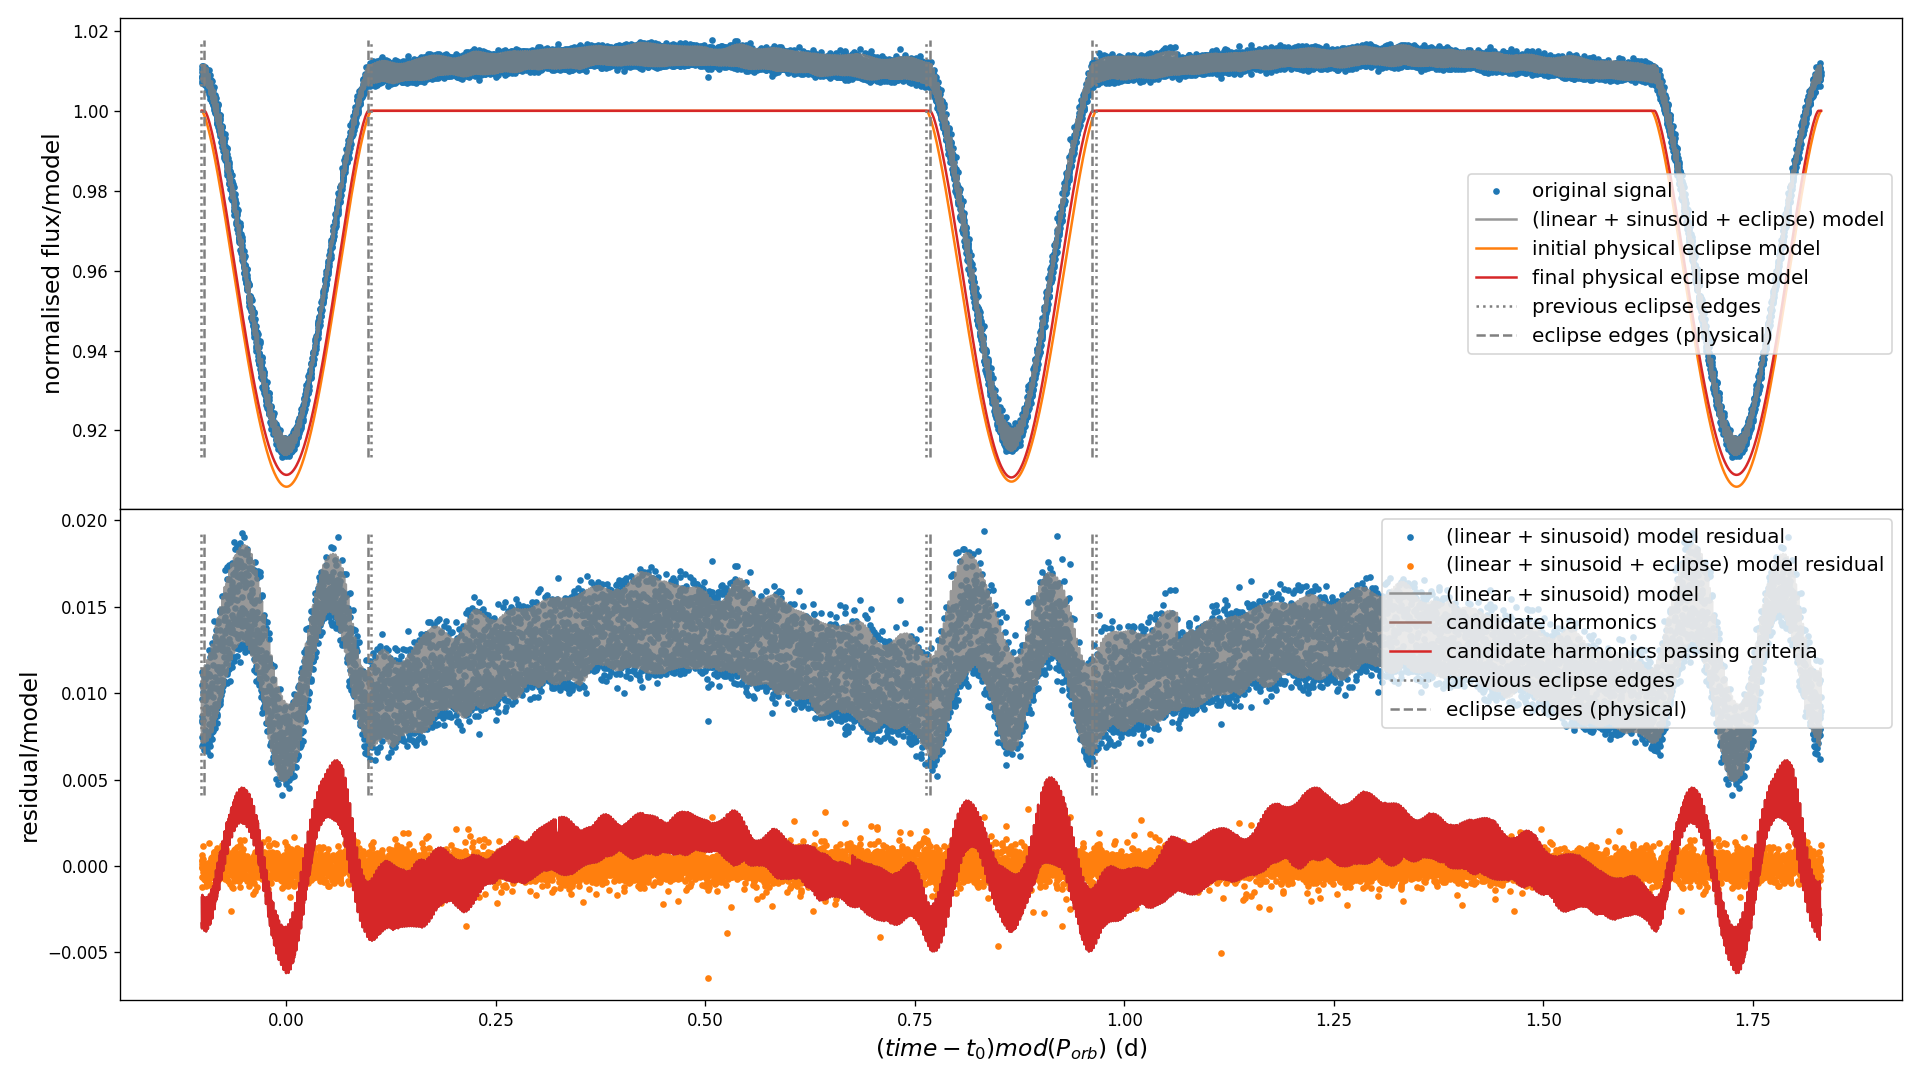 1.02
1.00
0.98
0.96
0.94
0.92
normalised flux/model
original signal
(linear + sinusoid + eclipse) model
initial physical eclipse model
final physical eclipse model
previous eclipse edges
eclipse edges (physical)
0.020
0.015
0.010
0.005
0.000
−0.005
residual/model
(linear + sinusoid) model residual
(linear + sinusoid + eclipse) model residual
(linear + sinusoid) model
candidate harmonics
candidate harmonics passing criteria
previous eclipse edges
eclipse edges (physical)
0.00 0.25 0.50 0.75 1.00 1.25 1.50 1.75
(time − t₀)mod(Pₒᵣb) (d)